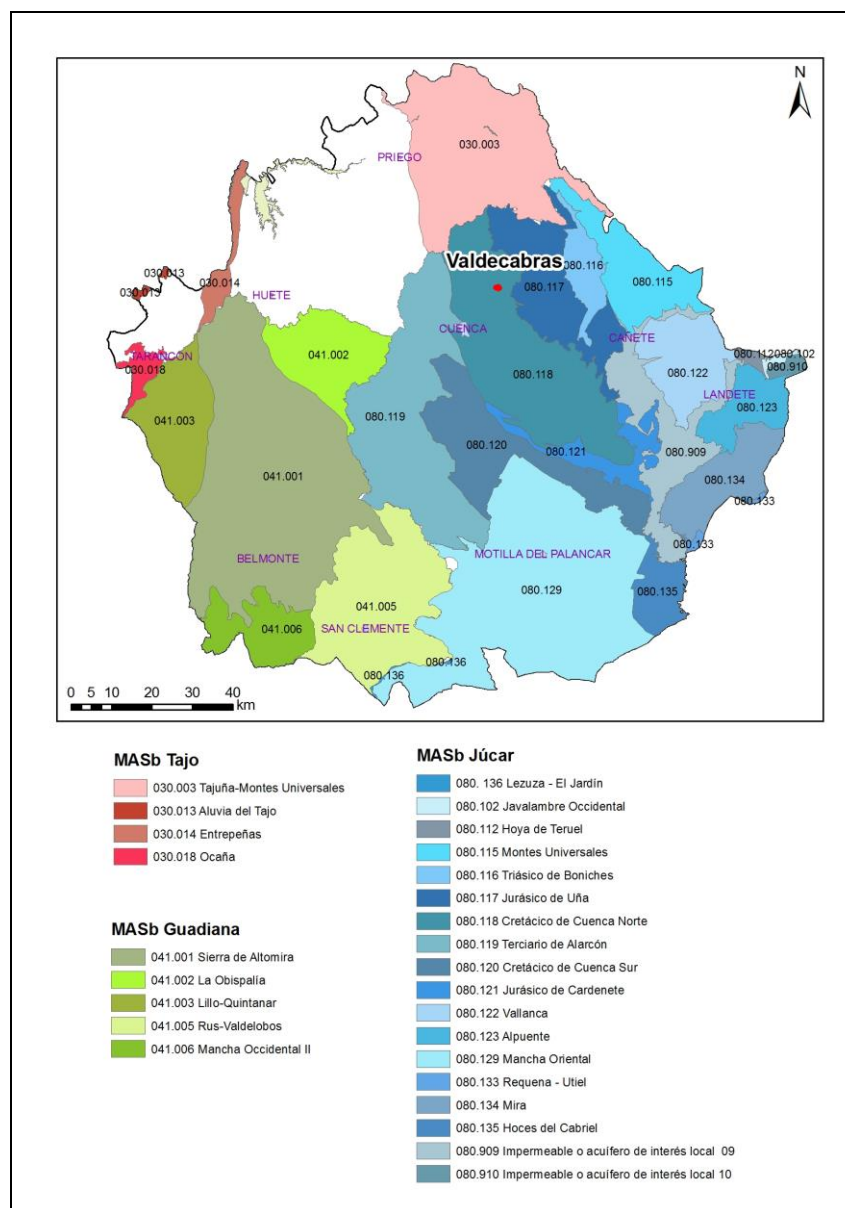 N
030.003
PRIEGO
Valdecabras
080.116
080.115
030.013
030.013
030.014
HUETE
080.117
CUENCA
CAÑETE
041.002
TARANCON
030.018
080.118
080.122
080.112
080.102
080.910
LANDETE
080.123
041.003
080.119
080.120
080.121
080.909
080.134
080.133
041.001
080.133
BELMONTE
MOTILLA DEL PALANCAR
080.129
080.135
041.005
041.006
SAN CLEMENTE
080.136
080.136
0 5 10 20 30 40
km
MASb Tajo
030.003 Tajuña-Montes Universales
030.013 Aluvia del Tajo
030.014 Entrepeñas
030.018 Ocaña
MASb Guadiana
041.001 Sierra de Altomira
041.002 La Obispalía
041.003 Lillo-Quintanar
041.005 Rus-Valdelobos
041.006 Mancha Occidental II
MASb Júcar
080. 136 Lezuza - El Jardín
080.102 Javalambre Occidental
080.112 Hoya de Teruel
080.115 Montes Universales
080.116 Triásico de Boniches
080.117 Jurásico de Uña
080.118 Cretácico de Cuenca Norte
080.119 Terciario de Alarcón
080.120 Cretácico de Cuenca Sur
080.121 Jurásico de Cardenete
080.122 Vallanca
080.123 Alpuente
080.129 Mancha Oriental
080.133 Requena - Utiel
080.134 Mira
080.135 Hoces del Cabriel
080.909 Impermeable o acuífero de interés local 09
080.910 Impermeable o acuífero de interés local 10